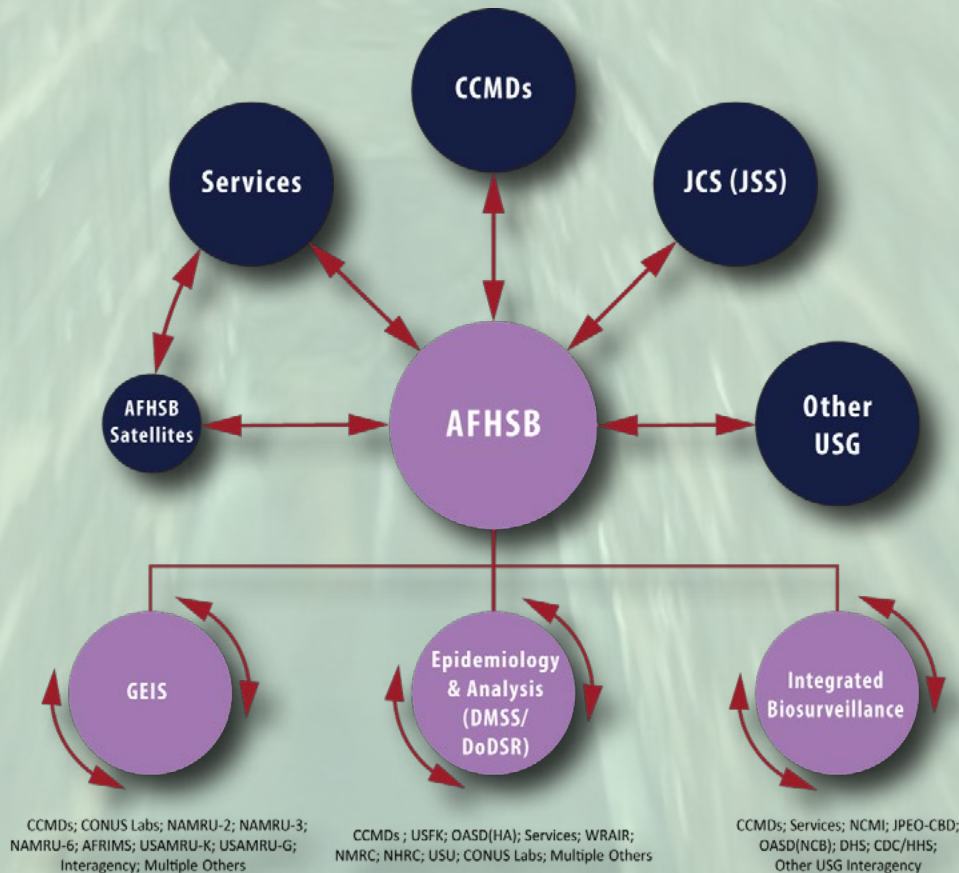 CCMDs
Services
JCS (JSS)
AFHSB
Satellites
AFHSB
Other
USG
GEIS
Epidemiology
& Analysis
(DMSS/
DoDSR)
Integrated
Biosurveillance
CCMDs; CONUS Labs; NAMRU-2; NAMRU-3;
NAMRU-6; AFRIMS; USAMRU-K; USAMRU-G;
Interagency; Multiple Others
CCMDs ; USFK; OASD(HA); Services; WRAIR;
NMRC; NHRC; USU; CONUS Labs; Multiple Others
CCMDs; Services; NCMI; JPEO-CBD;
OASD(NCB); DHS; CDC/HHS;
Other USG Interagency